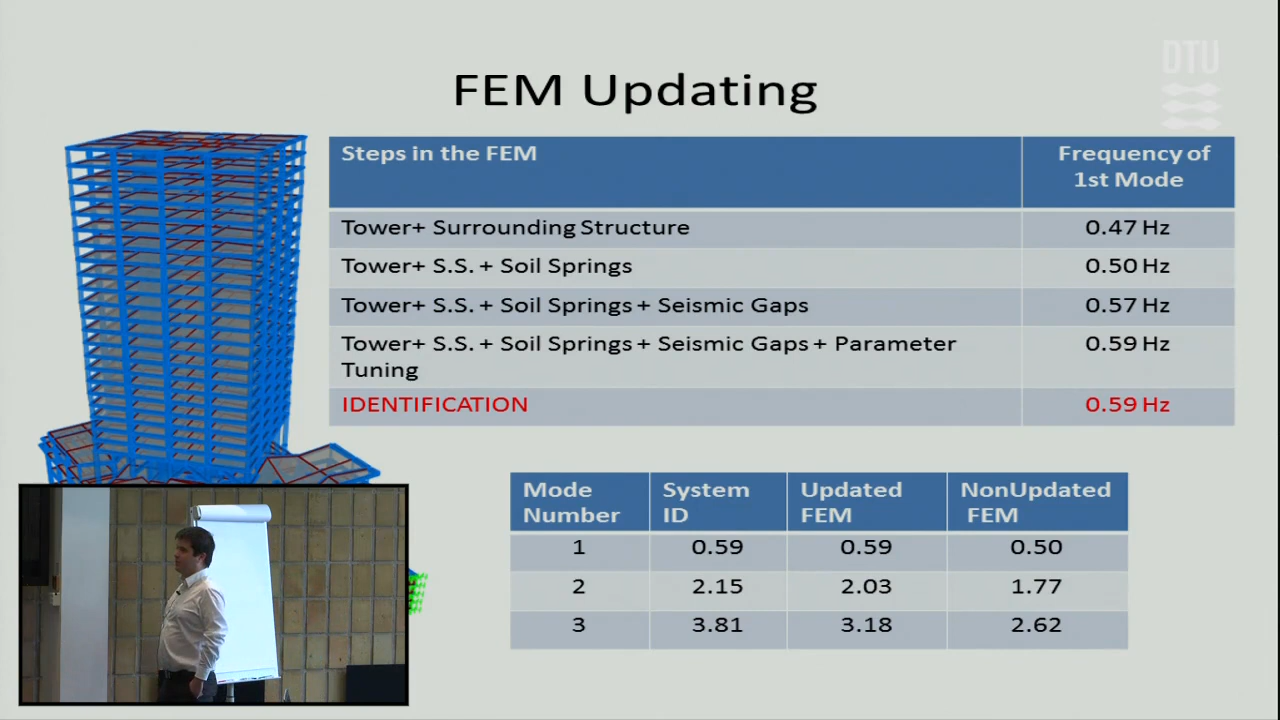 DTU
FEM Updating
Steps in the FEM
Frequency of
1st Mode
Tower+ Surrounding Structure
0.47 Hz
Tower+ S.S. + Soil Springs
0.50 Hz
Tower+ S.S. + Soil Springs + Seismic Gaps
0.57 Hz
Tower+ S.S. + Soil Springs + Seismic Gaps + Parameter
Tuning
0.59 Hz
IDENTIFICATION
0.59 Hz
Mode
Number
System
ID
Updated
FEM
NonUpdated
FEM
1
0.59
0.59
0.50
2
2.15
2.03
1.77
3
3.81
3.18
2.62